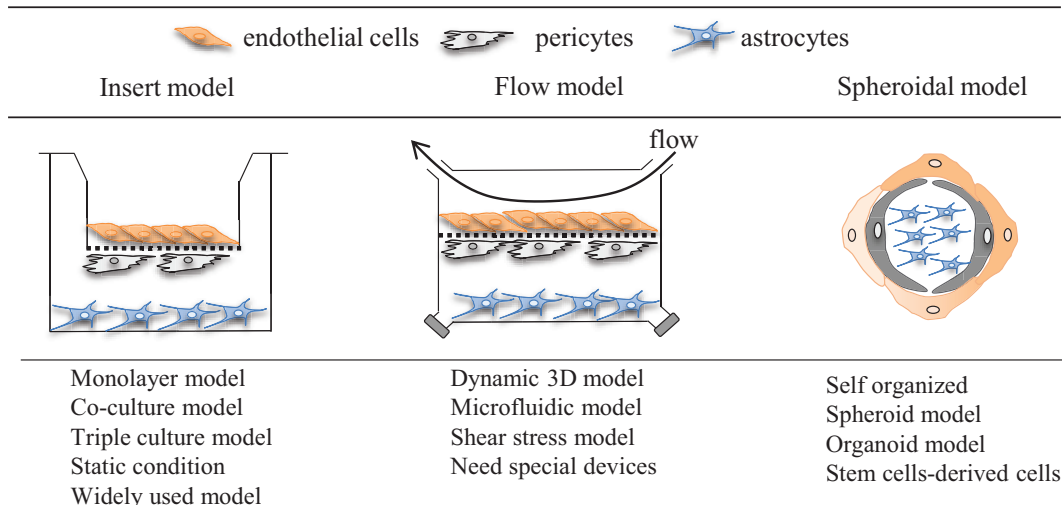 endothelial cells pericytes astrocytes
Insert model Flow model Spheroidal model
flow
Monolayer model
Co-culture model
Triple culture model
Static condition
Widely used model
Dynamic 3D model
Microfluidic model
Shear stress model
Need special devices
Self organized
Spheroid model
Organoid model
Stem cells-derived cells